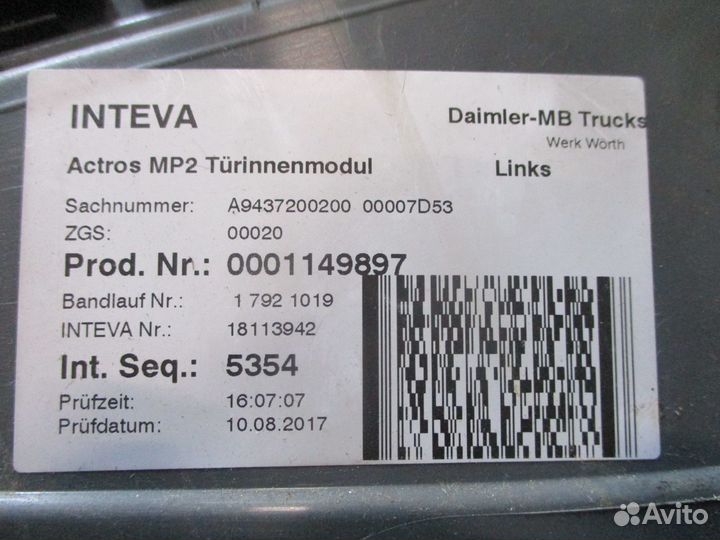 INTEVA
Daimler-MB Trucks
Werk Wörth
Actros MP2 Türinnenmodul
Links
Sachnummer: A9437200200 00007D53
ZGS: 00020
Prod. Nr.: 0001149897
Bandlauf Nr.: 1 792 1019
INTEVA Nr.: 18113942
Int. Seq.: 5354
Prüfzeit: 16:07:07
Prüfdatum: 10.08.2017
Avito